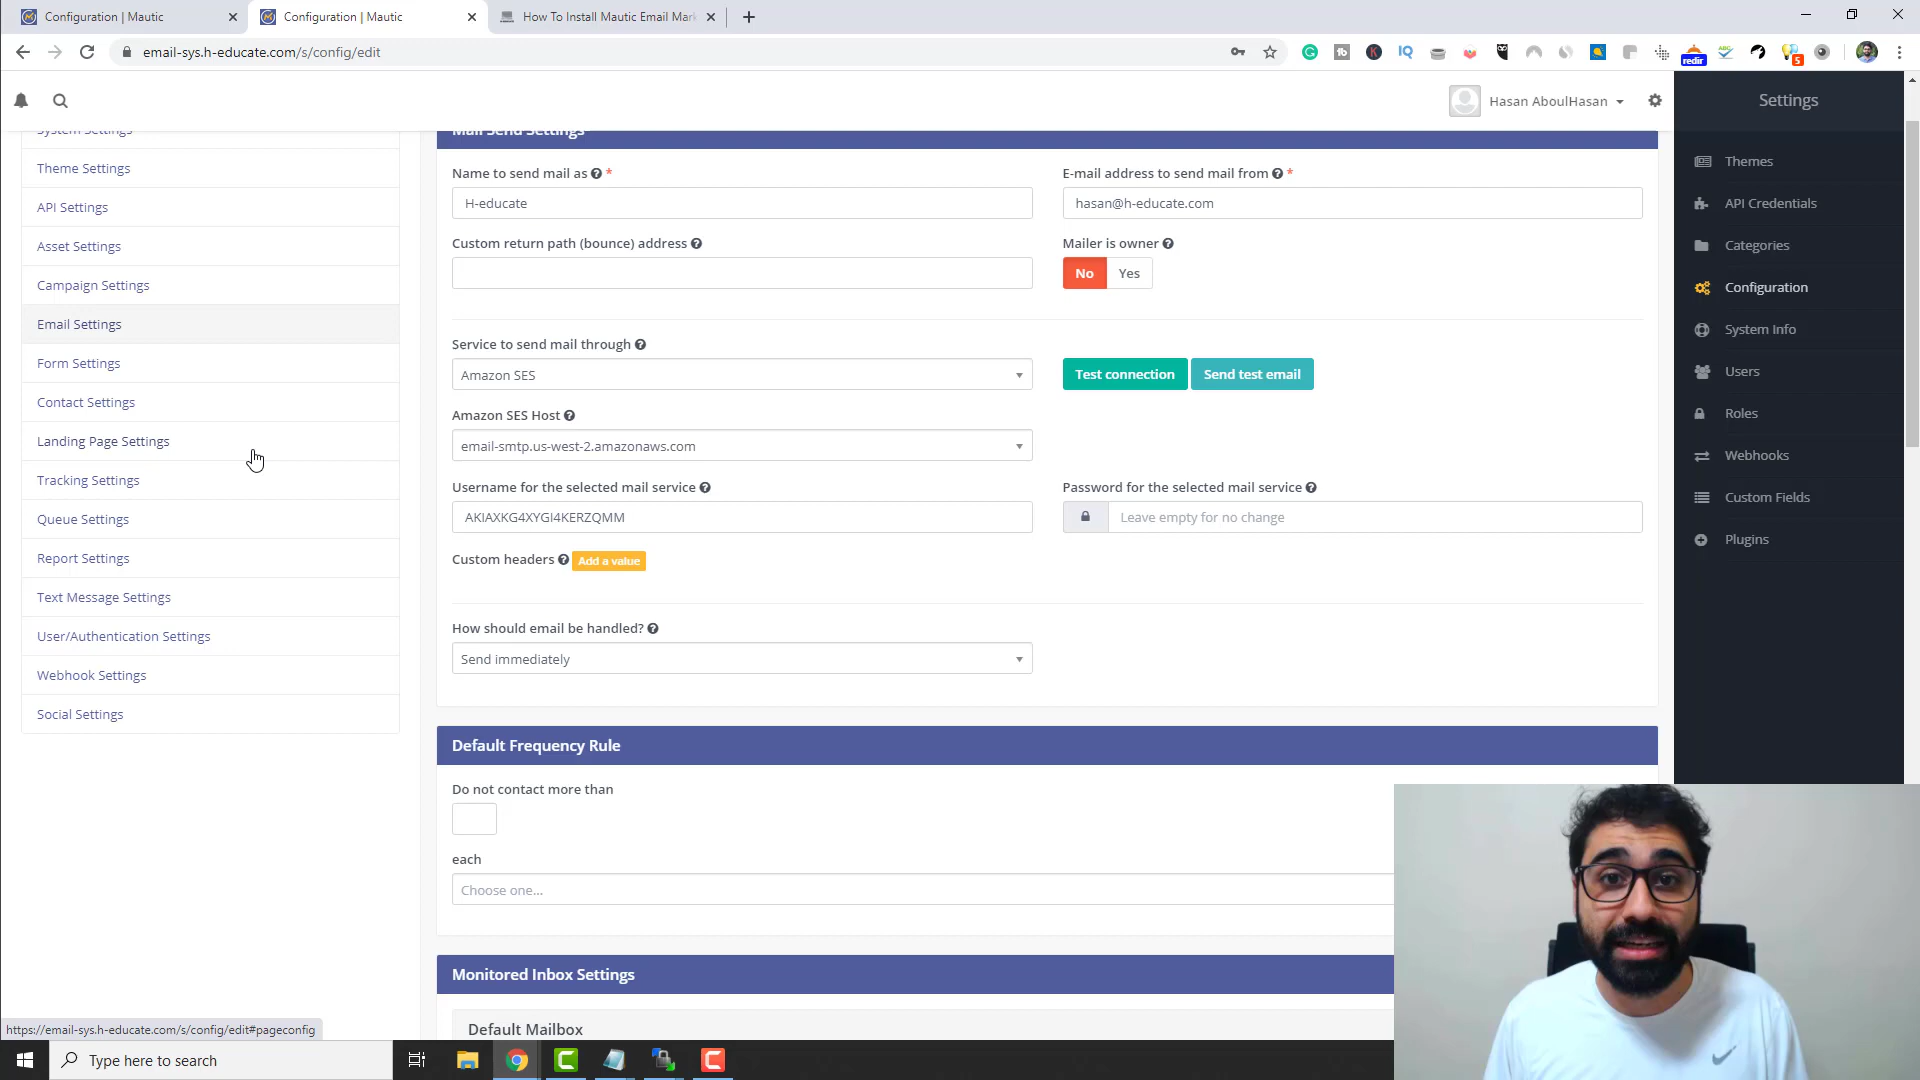 Configuration | Mautic
Configuration | Mautic
How To Install Mautic Email Mar
email-sys.h-educate.com/s/config/edit
redir
5
Hasan AboulHasan
Settings
System Settings
Theme Settings
API Settings
Asset Settings
Campaign Settings
Email Settings
Form Settings
Contact Settings
Landing Page Settings
Tracking Settings
Queue Settings
Report Settings
Text Message Settings
User/Authentication Settings
Webhook Settings
Social Settings
Mail Send Settings
Name to send mail as *
H-educate
E-mail address to send mail from *
hasan@h-educate.com
Custom return path (bounce) address
Mailer is owner
No Yes
Service to send mail through
Amazon SES
Test connection Send test email
Amazon SES Host
email-smtp.us-west-2.amazonaws.com
Username for the selected mail service
AKIAXKG4XYGI4KERZQMM
Password for the selected mail service
Leave empty for no change
Custom headers Add a value
How should email be handled?
Send immediately
Default Frequency Rule
Do not contact more than
each
Choose one...
Monitored Inbox Settings
Default Mailbox
Themes
API Credentials
Categories
Configuration
System Info
Users
Roles
Webhooks
Custom Fields
Plugins
https://email-sys.h-educate.com/s/config/edit#pageconfig
Type here to search